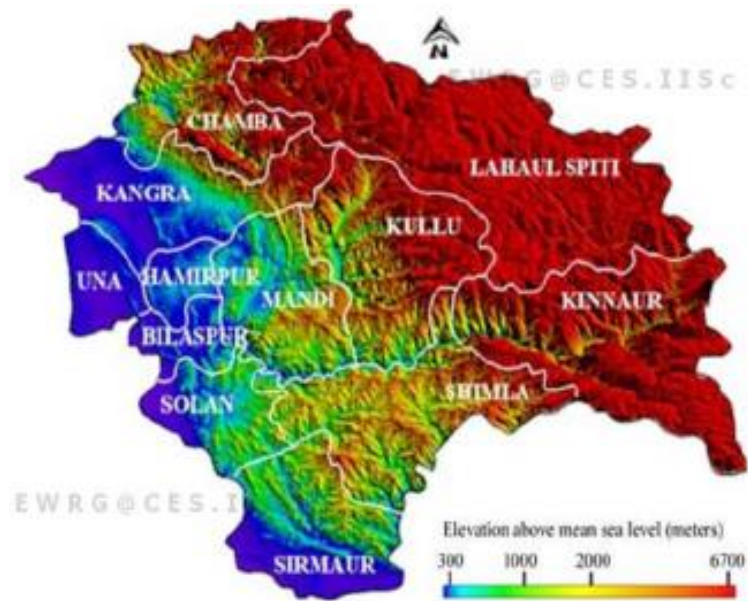 N
EWRG@CES.IISc
CHAMBA
LAHAUL SPITI
KANGRA
KULLU
UNA
HAMIRPUR
MANDI
KINNAUR
BILASPUR
SHIMLA
SOLAN
EWRG@CES.I
Elevation above mean sea level (meters)
300 1000 2000 6700
SIRMAUR